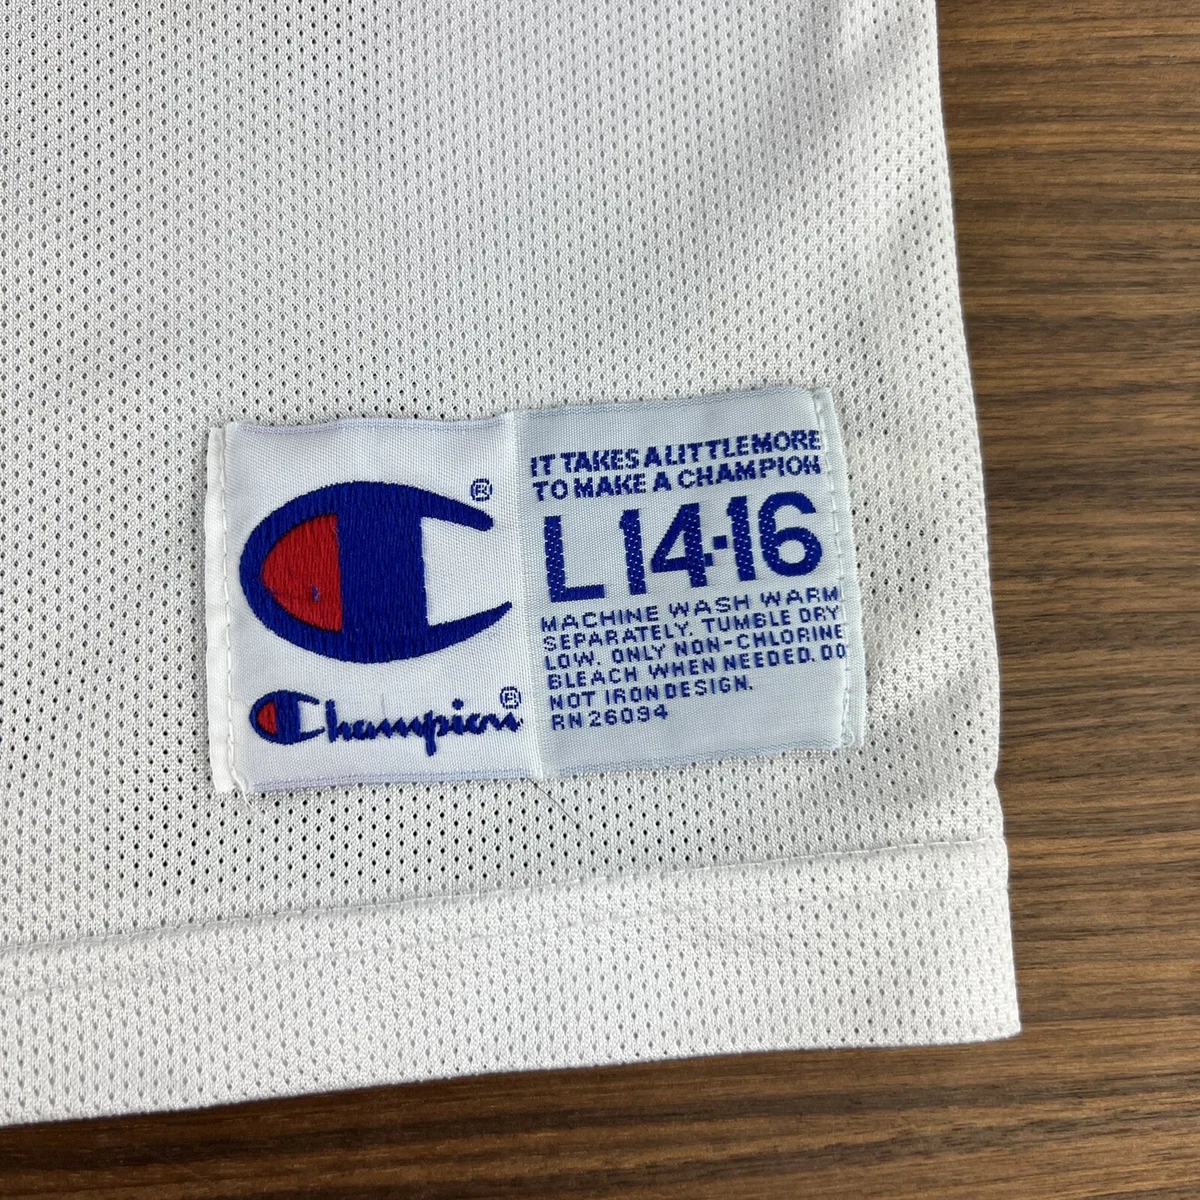 ®
Champion®
IT TAKES A LITTLE MORE
TO MAKE A CHAMPION
L 14-16
MACHINE WASH WARM
SEPARATELY. TUMBLE DRY
LOW. ONLY NON-CHLORINE
BLEACH WHEN NEEDED. DO
NOT IRON DESIGN.
RN 26094